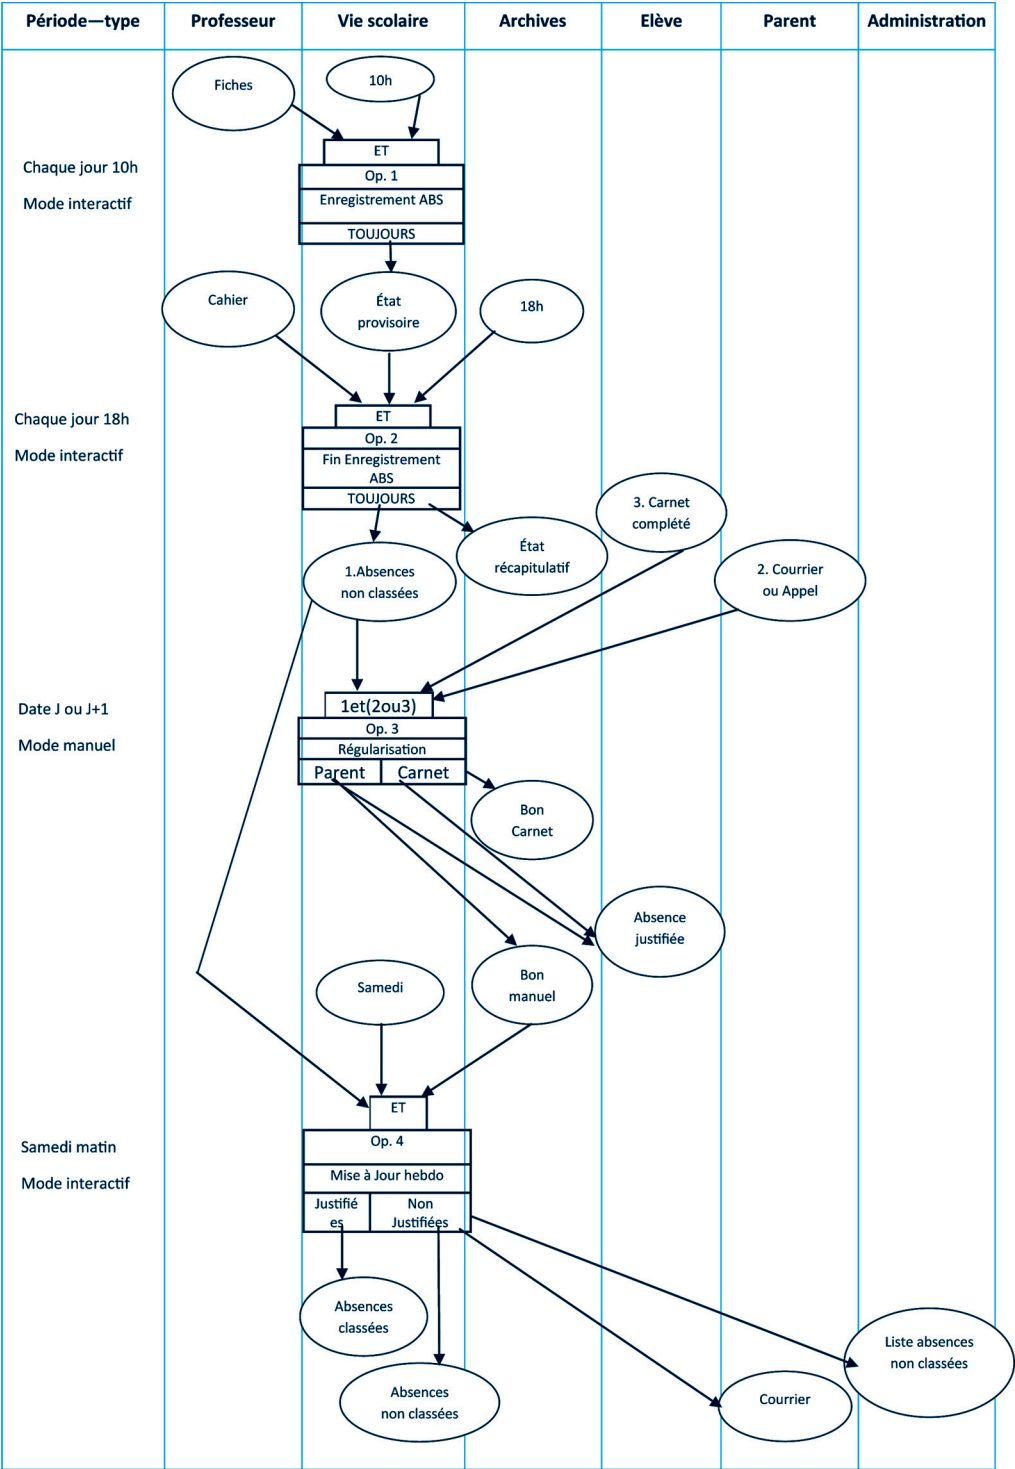 Période—type
Professeur
Vie scolaire
Archives
Elève
Parent
Administration
Fiches
10h
ET
Chaque jour 10h
Mode interactif
Op. 1
Enregistrement ABS
TOUJOURS
Cahier
État
provisoire
18h
Chaque jour 18h
Mode interactif
ET
Op. 2
Fin Enregistrement
ABS
TOUJOURS
3. Carnet
complété
État
récapitulatif
1.Absences
non classées
2. Courrier
ou Appel
Date J ou J+1
Mode manuel
1et(2ou3)
Op. 3
Régularisation
Parent
Carnet
Bon
Carnet
Absence
justifiée
Samedi
Bon
manuel
ET
Samedi matin
Mode interactif
Op. 4
Mise à Jour hebdo
Justifié
es
Non
Justifiées
Absences
classées
Liste absences
non classées
Absences
non classées
Courrier